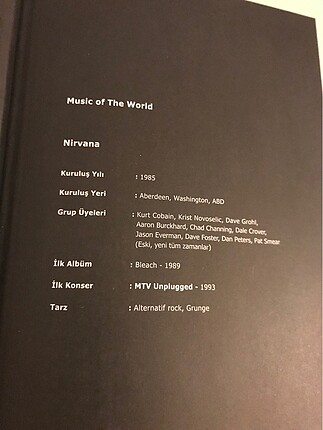 Music of The World
Nirvana
Kuruluş Yılı : 1985
Kuruluş Yeri : Aberdeen, Washington, ABD
Grup Üyeleri : Kurt Cobain, Krist Novoselic, Dave Grohl,
Aaron Burckhard, Chad Channing, Dale Crover,
Jason Everman, Dave Foster, Dan Peters, Pat Smear
(Eski, yeni tüm zamanlar)
İlk Albüm : Bleach - 1989
İlk Konser : MTV Unplugged - 1993
Tarz : Alternatif rock, Grunge